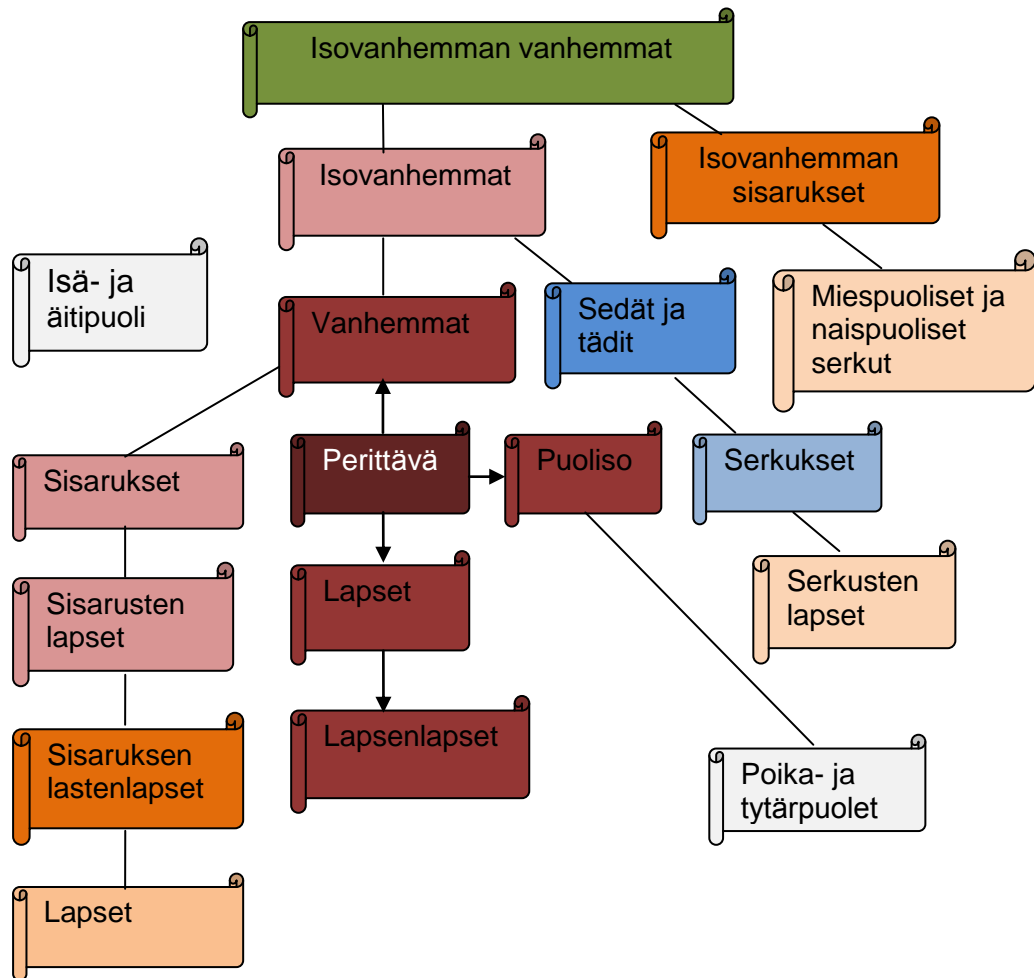 Isovanhemman vanhemmat
Isovanhemmat
Isovanhemman
sisarukset
Isä- ja
äitipuoli
Vanhemmat
Sedät ja
tädit
Miespuoliset ja
naispuoliset
serkut
Sisarukset
Perittävä
Puoliso
Serkukset
Sisarusten
lapset
Lapset
Serkusten
lapset
Sisaruksen
lastenlapset
Lapsenlapset
Poika- ja
tytärpuolet
Lapset